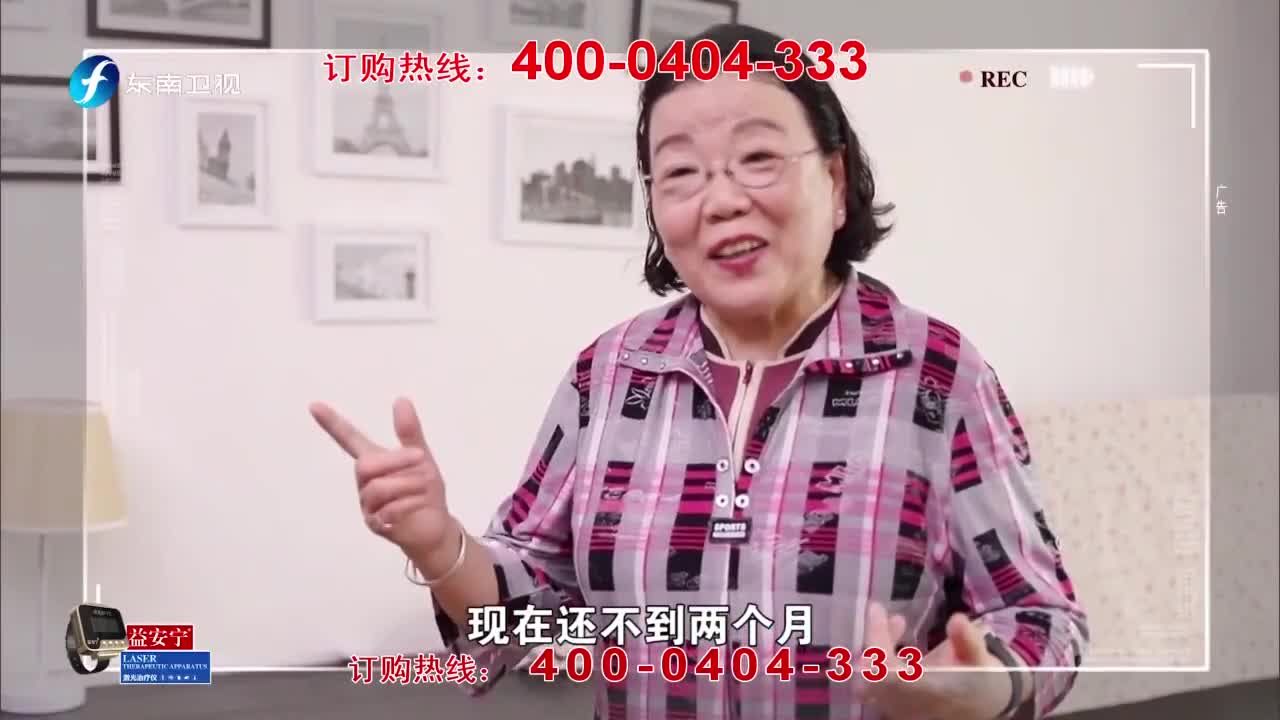 订购热线：400-0404-333
东南卫视
REC
广告
SPORTS
现在还不到两个月
益安宁
LASER
THERAPEUTIC APPARATUS
激光治疗仪
订购热线： 400-0404-333